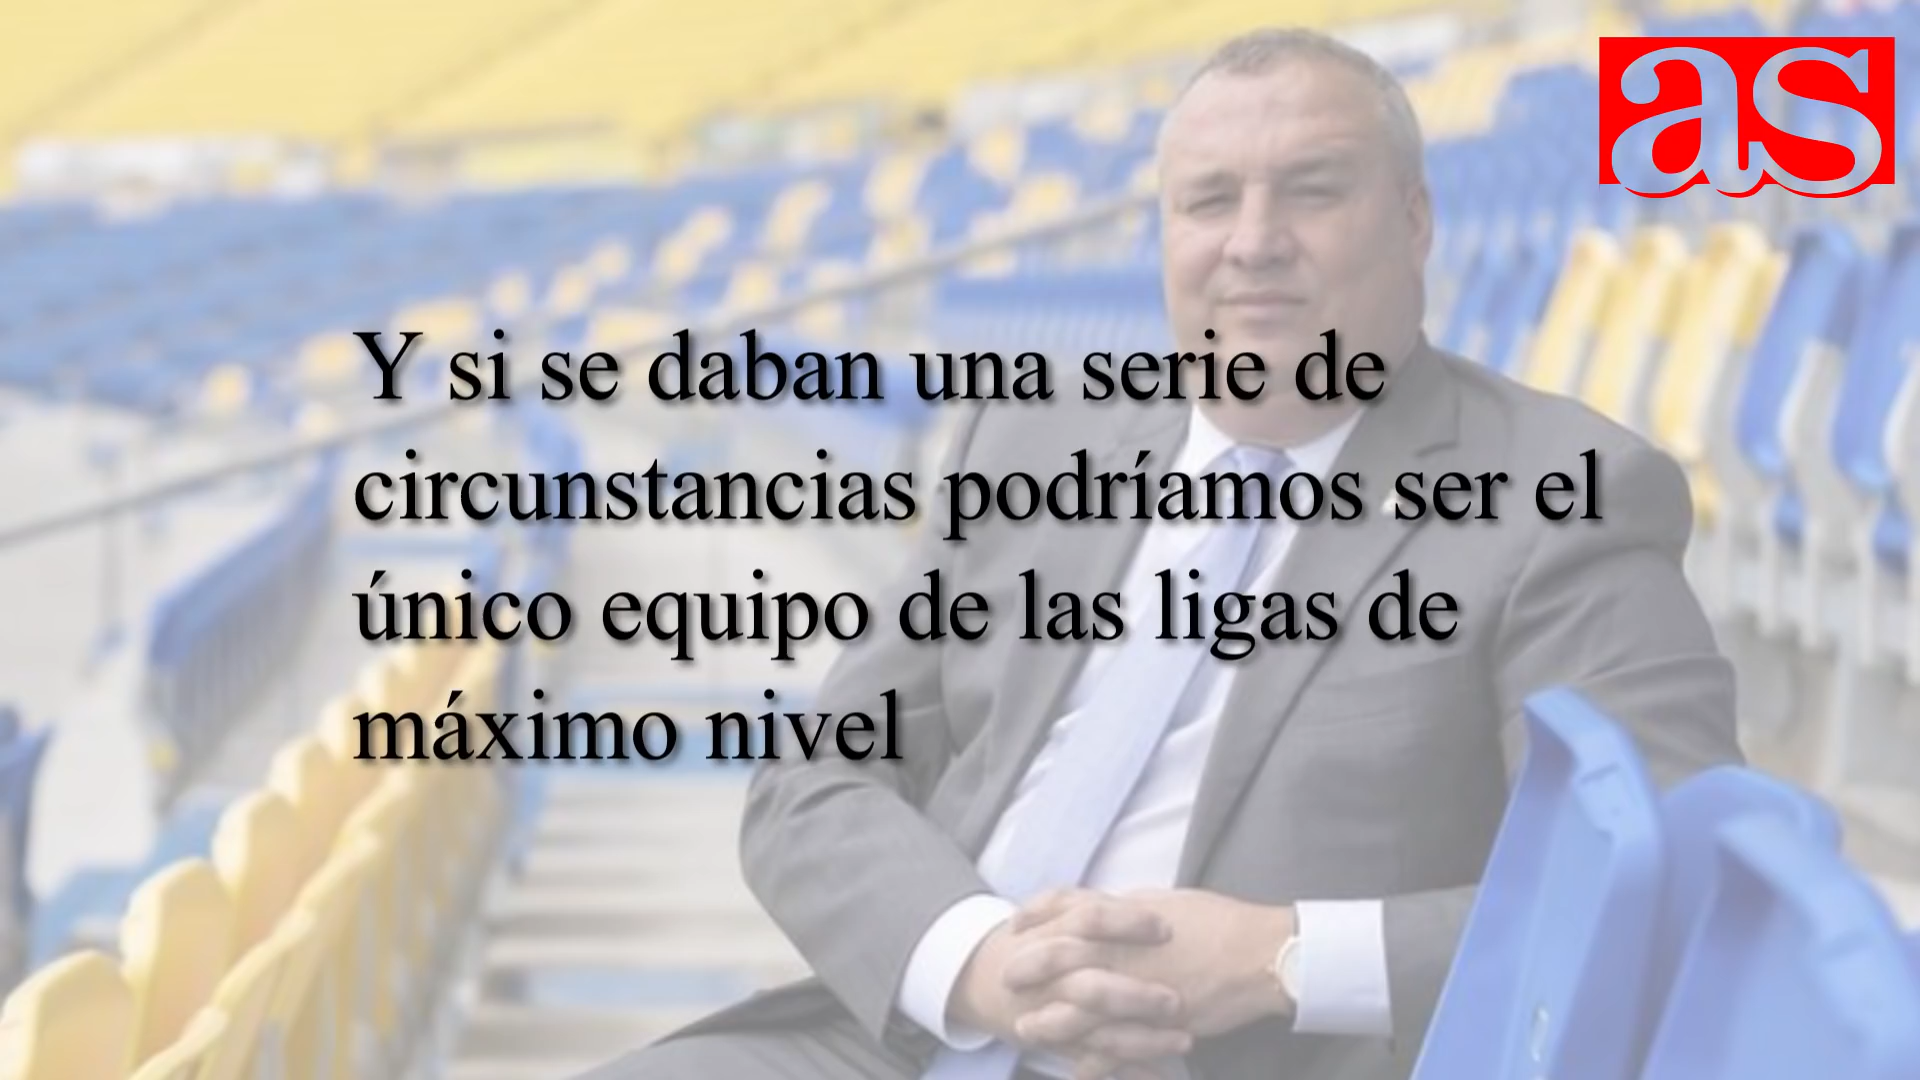 as
Y si se daban una serie de
circunstancias podríamos ser el
único equipo de las ligas de
máximo nivel